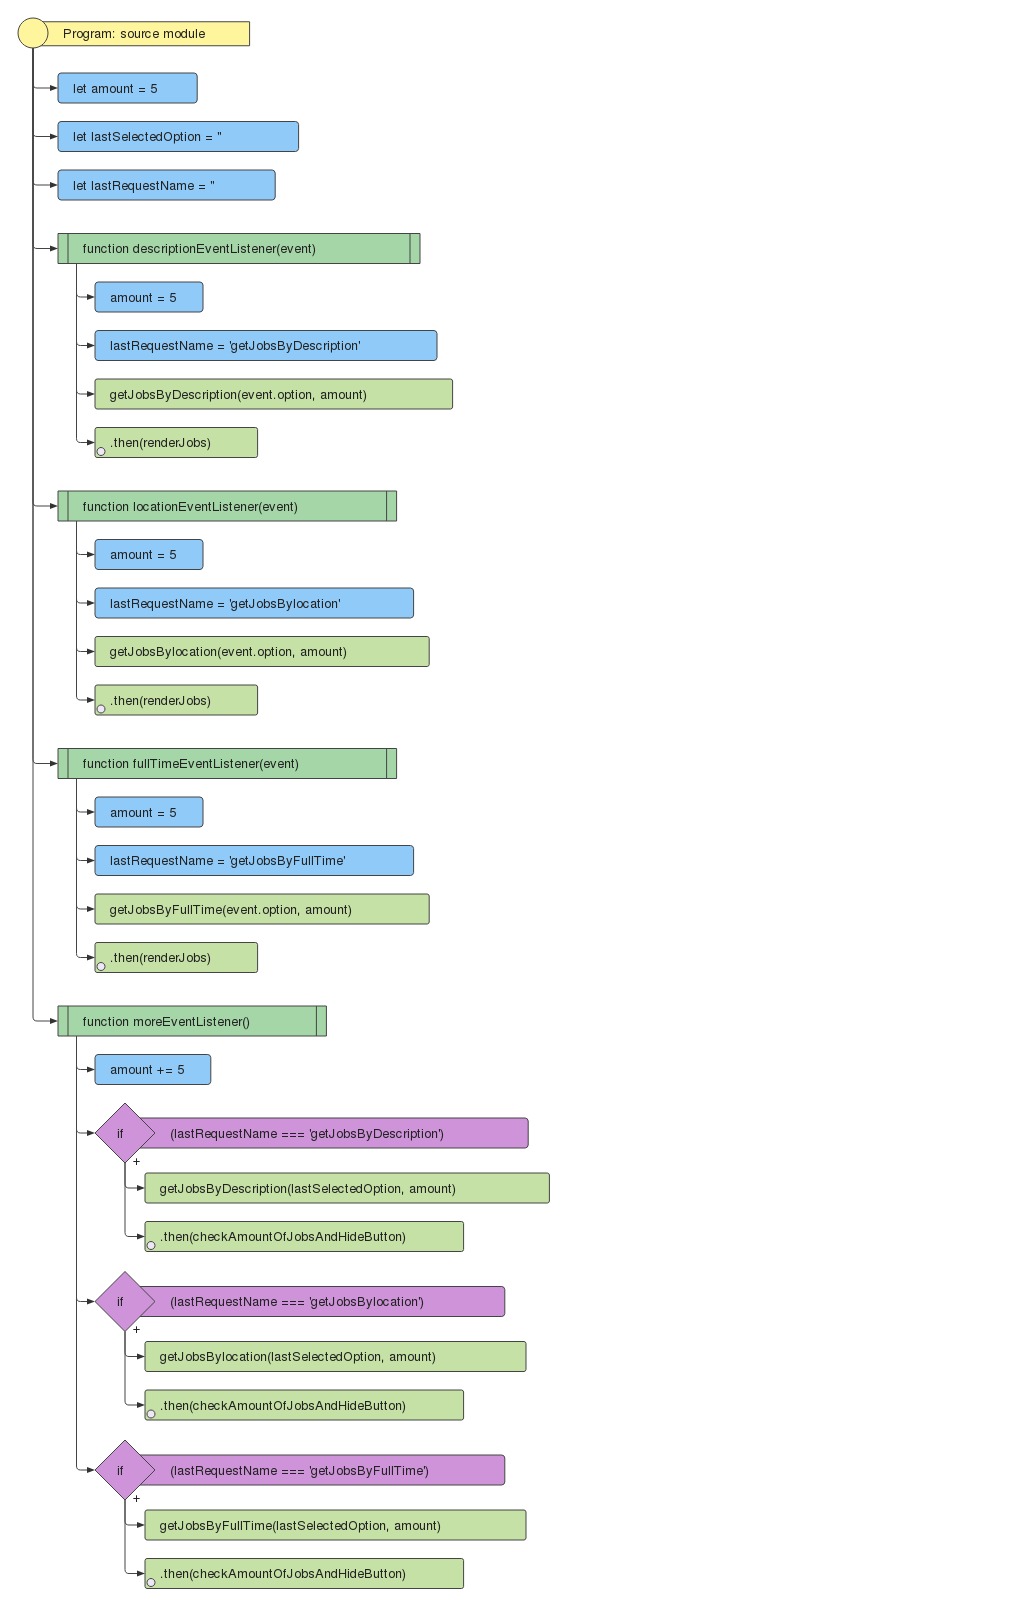 Program: source module
let amount = 5
let lastSelectedOption = ''
let lastRequestName = ''
function descriptionEventListener(event)
amount = 5
lastRequestName = 'getJobsByDescription'
getJobsByDescription(event.option, amount)
.then(renderJobs)
function locationEventListener(event)
amount = 5
lastRequestName = 'getJobsBylocation'
getJobsBylocation(event.option, amount)
.then(renderJobs)
function fullTimeEventListener(event)
amount = 5
lastRequestName = 'getJobsByFullTime'
getJobsByFullTime(event.option, amount)
.then(renderJobs)
function moreEventListener()
amount += 5
if (lastRequestName === 'getJobsByDescription')
+
getJobsByDescription(lastSelectedOption, amount)
.then(checkAmountOfJobsAndHideButton)
if (lastRequestName === 'getJobsBylocation')
+
getJobsBylocation(lastSelectedOption, amount)
.then(checkAmountOfJobsAndHideButton)
if (lastRequestName === 'getJobsByFullTime')
+
getJobsByFullTime(lastSelectedOption, amount)
.then(checkAmountOfJobsAndHideButton)